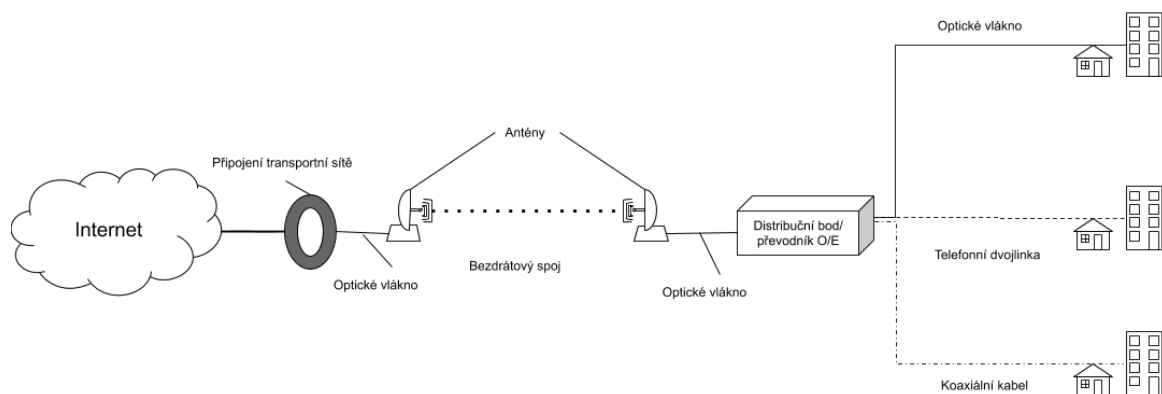 Optické vlákno
Antény
Připojení transportní sítě
Internet
Distribuční bod/
převodník O/E
Telefonní dvojlinka
Bezdrátový spoj
Optické vlákno
Optické vlákno
Koaxiální kabel